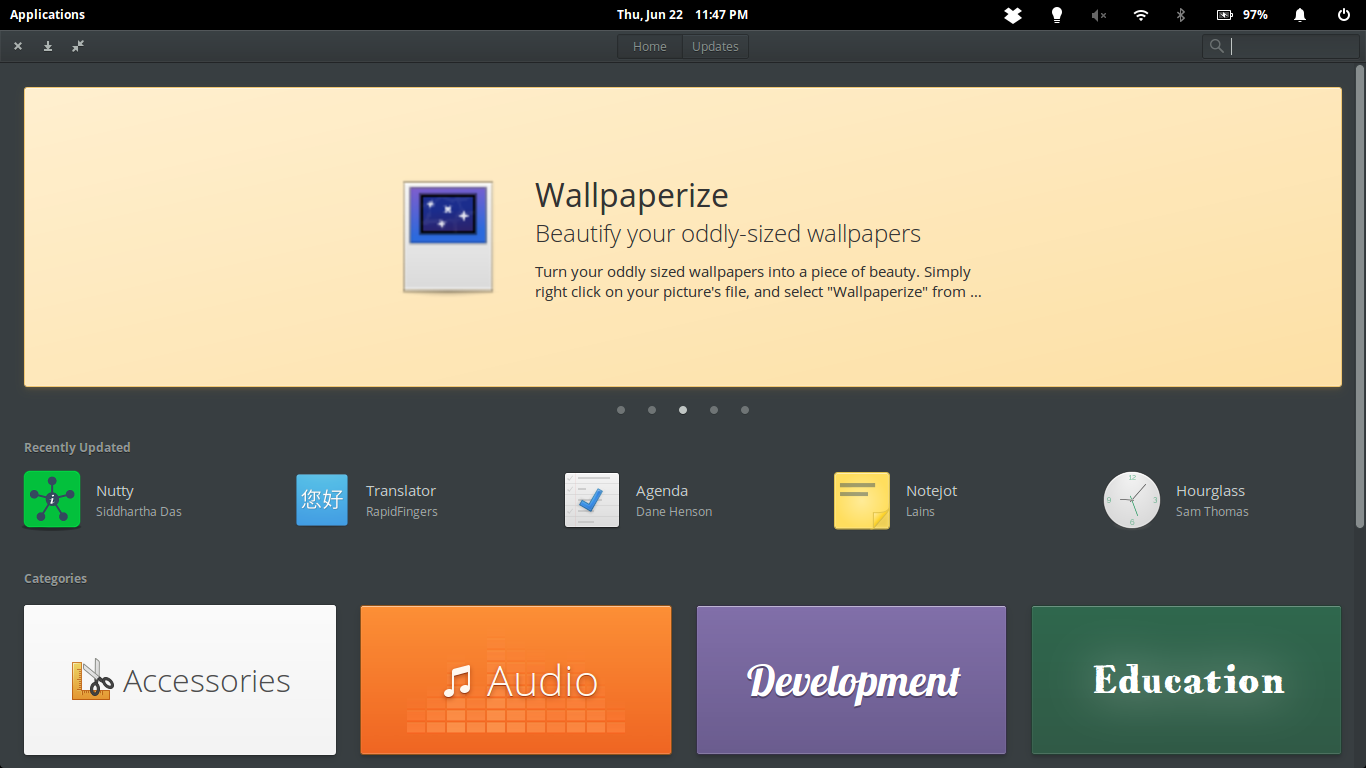 Applications
Thu, Jun 22 11:47 PM
97%
Home
Updates
Wallpaperize
Beautify your oddly-sized wallpapers
Turn your oddly sized wallpapers into a piece of beauty. Simply
right click on your picture's file, and select "Wallpaperize" from ...
Recently Updated
Nutty
Siddhartha Das
您好
Translator
RapidFingers
Agenda
Dane Henson
Notejot
Lains
12
3
6
9
Hourglass
Sam Thomas
Categories
Accessories
Audio
Development
Education